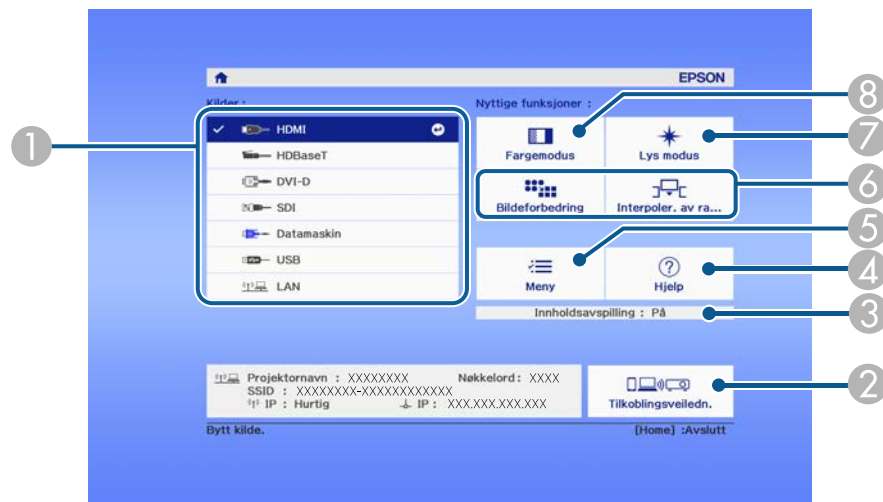 EPSON
Kilder :
Nyttige funksjoner :
HDMI
HDBaseT
DVI-D
SDI
Datamaskin
USB
LAN
Fargemodus
Lys modus
Bildeforbedring
Interpoler. av ra...
Meny
Hjelp
Innholdsavspilling : På
Projektornavn : XXXXXXXX Nøkkelord : XXXX
SSID : XXXXXXXX-XXXXXXXXXXXX
IP : Hurtig IP : XXX.XXX.XXX.XXX
Tilkoblingsveiledn.
Bytt kilde.
[Home] :Avslutt
1
8
7
6
5
4
3
2